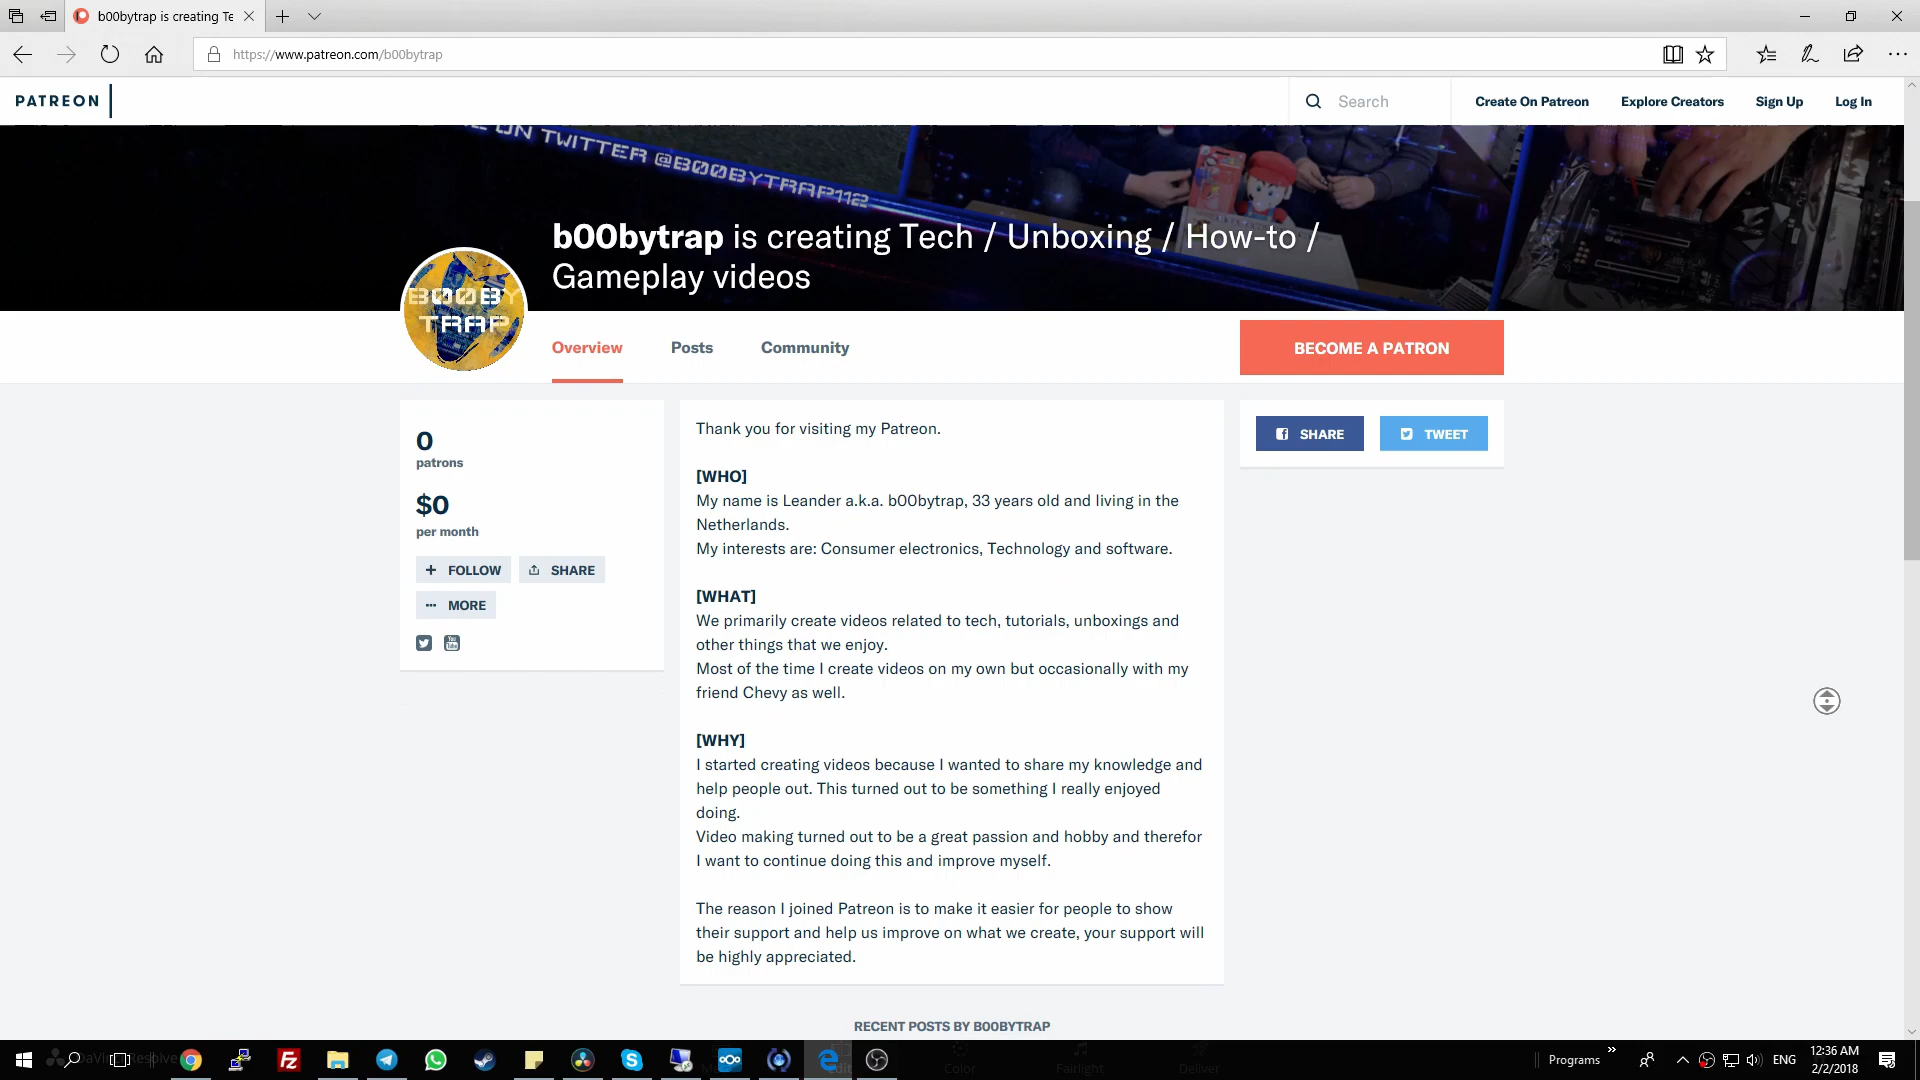 b00bytrap is creating Te
https://www.patreon.com/b00bytrap
PATREON
Search
Create On Patreon
Explore Creators
Sign Up
Log In
ON TWITTER @B00BYTRAP112
b00bytrap is creating Tech / Unboxing / How-to /
Gameplay videos
B00BY
TRAP
Overview
Posts
Community
BECOME A PATRON
0
patrons
$0
per month
+ FOLLOW
SHARE
... MORE
You
Tube
Thank you for visiting my Patreon.
[WHO]
My name is Leander a.k.a. b00bytrap, 33 years old and living in the
Netherlands.
My interests are: Consumer electronics, Technology and software.
[WHAT]
We primarily create videos related to tech, tutorials, unboxings and
other things that we enjoy.
Most of the time I create videos on my own but occasionally with my
friend Chevy as well.
[WHY]
I started creating videos because I wanted to share my knowledge and
help people out. This turned out to be something I really enjoyed
doing.
Video making turned out to be a great passion and hobby and therefor
I want to continue doing this and improve myself.
The reason I joined Patreon is to make it easier for people to show
their support and help us improve on what we create, your support will
be highly appreciated.
SHARE
TWEET
RECENT POSTS BY B00BYTRAP
DaVinci Resolve
Fz
Edit
Color
Fairlight
Deliver
Programs
ENG
12:36 AM
2/2/2018